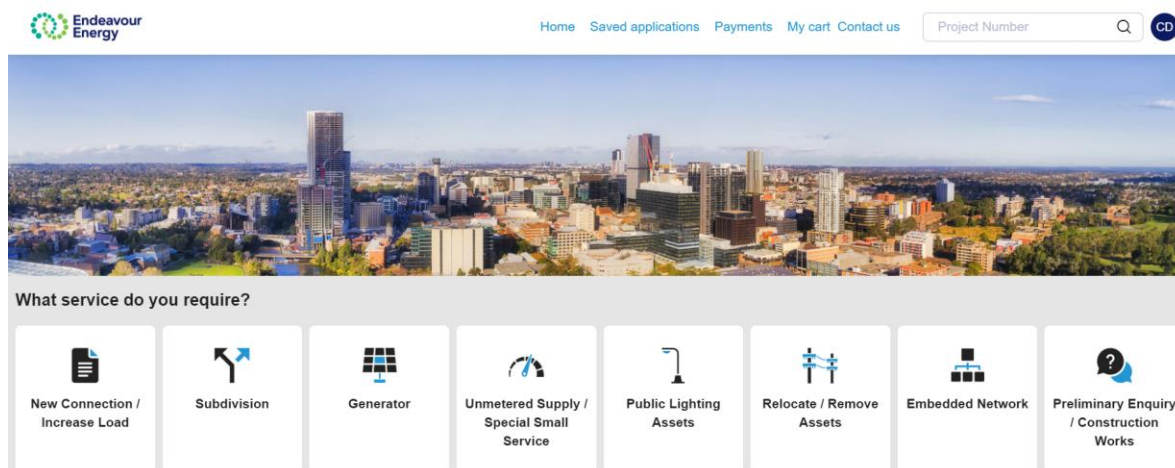 Endeavour
Energy
Home Saved applications Payments My cart Contact us Project Number CD
What service do you require?
New Connection /
Increase Load
Subdivision
Generator
Unmetered Supply /
Special Small
Service
Public Lighting
Assets
Relocate / Remove
Assets
Embedded Network
Preliminary Enquiry
/ Construction
Works